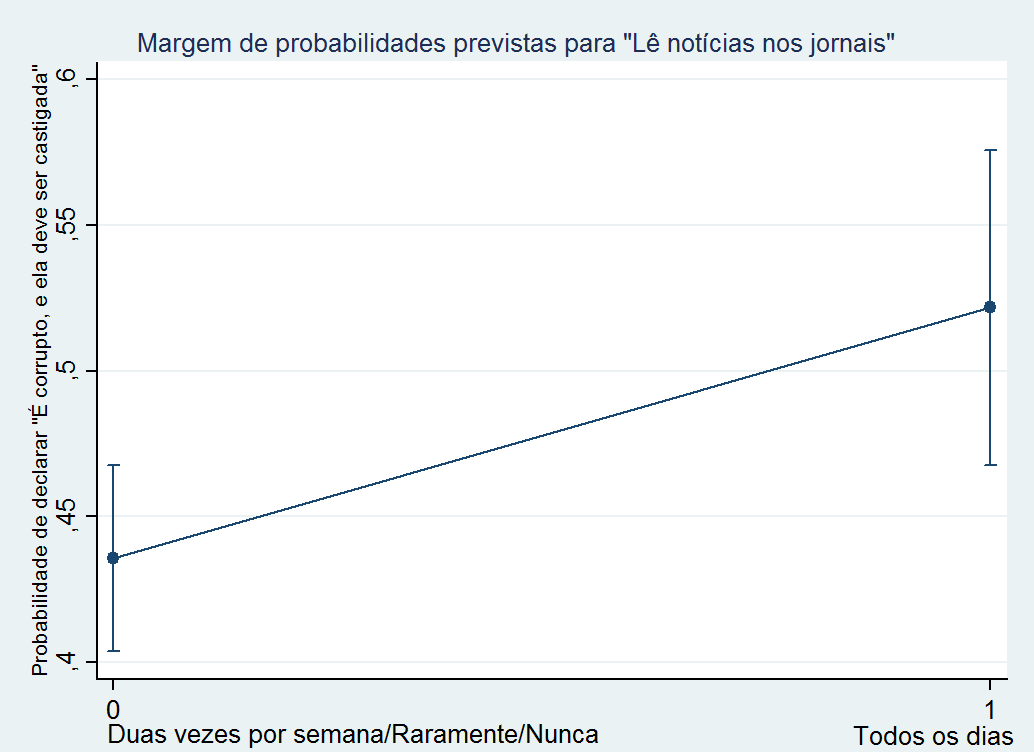 Margem de probabilidades previstas para "Lê notícias nos jornais"
Probabilidade de declarar "É corrupto, e ela deve ser castigada"
,6
,55
,5
,45
,4
0
1
Duas vezes por semana/Raramente/Nunca
Todos os dias